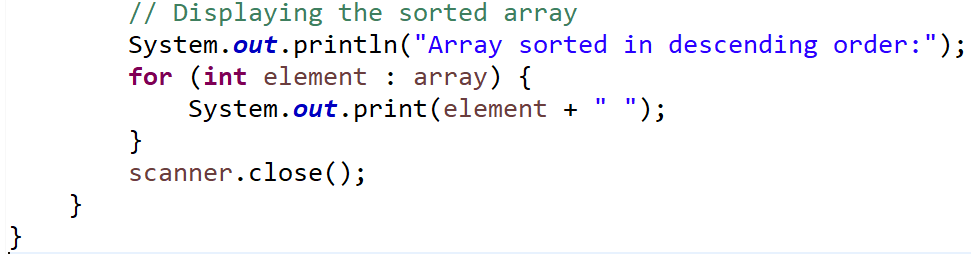 // Displaying the sorted array
System.out.println("Array sorted in descending order:");
for (int element : array) {
System.out.print(element + " ");
}
scanner.close();
}
}